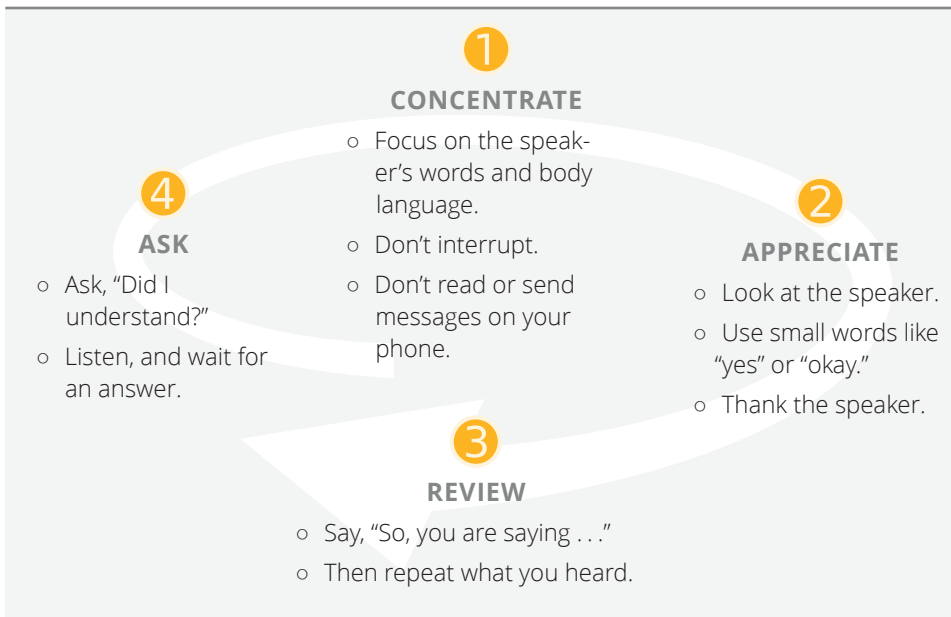 1
CONCENTRATE
○ Focus on the speak-
er’s words and body
language.
○ Don’t interrupt.
○ Don’t read or send
messages on your
phone.
2
APPRECIATE
○ Look at the speaker.
○ Use small words like
“yes” or “okay.”
○ Thank the speaker.
3
REVIEW
○ Say, “So, you are saying . . .”
○ Then repeat what you heard.
4
ASK
○ Ask, “Did I
understand?”
○ Listen, and wait for
an answer.